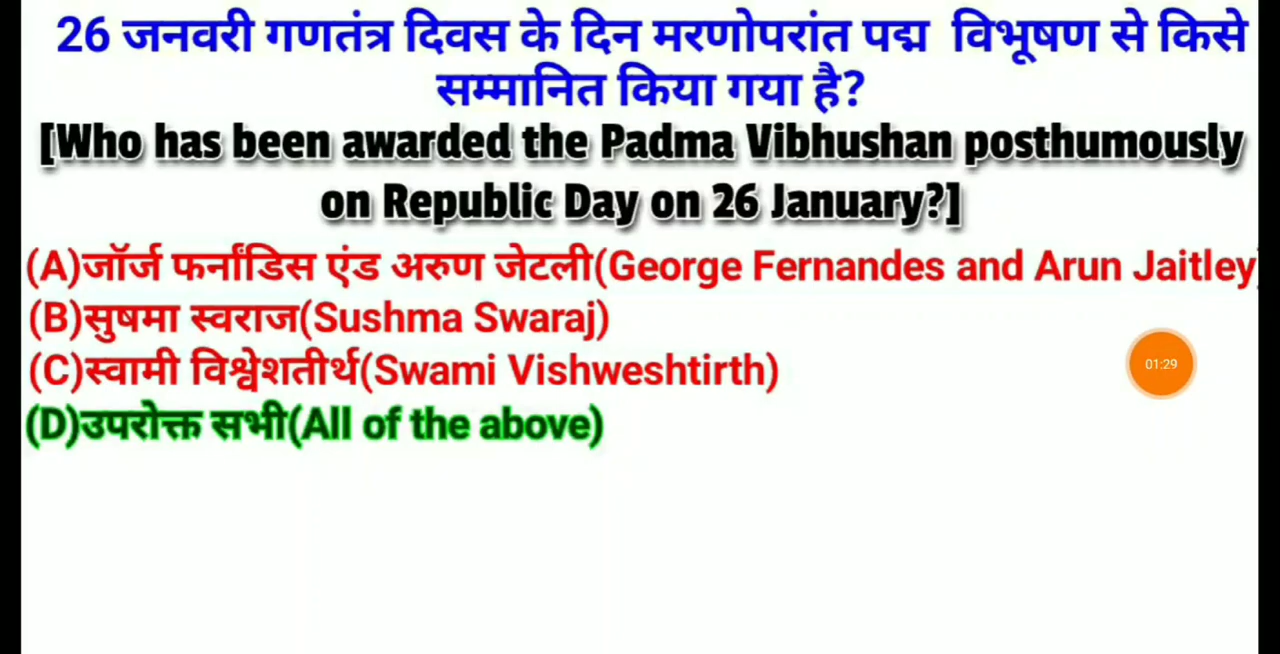 26 जनवरी गणतंत्र दिवस के दिन मरणोपरांत पद्म विभूषण से किसे
सम्मानित किया गया है?
[Who has been awarded the Padma Vibhushan posthumously
on Republic Day on 26 January?]
(A)जॉर्ज फर्नांडिस एंड अरुण जेटली(George Fernandes and Arun Jaitley)
(B)सुषमा स्वराज(Sushma Swaraj)
(C)स्वामी विश्वेशतीर्थ(Swami Vishweshtirth)
01:29
(D)उपरोक्त सभी(All of the above)